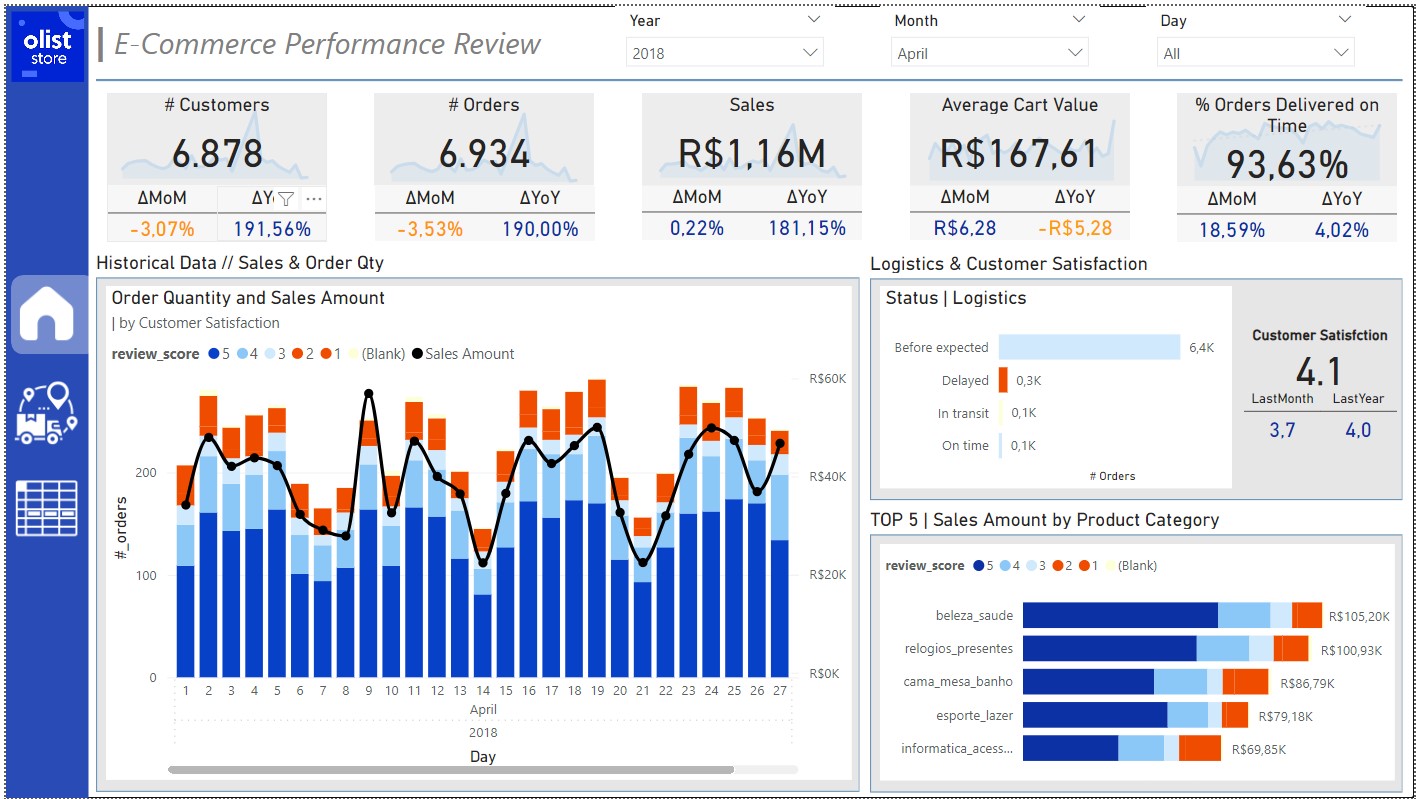 olist
store
E-Commerce Performance Review
Year
2018
Month
April
Day
All
# Customers
6.878
ΔMoM ΔY
-3,07% 191,56%
# Orders
6.934
ΔMoM ΔYoY
-3,53% 190,00%
Sales
R$1,16M
ΔMoM ΔYoY
0,22% 181,15%
Average Cart Value
R$167,61
ΔMoM ΔYoY
R$6,28 -R$5,28
% Orders Delivered on
Time
93,63%
ΔMoM ΔYoY
18,59% 4,02%
Historical Data // Sales & Order Qty
Order Quantity and Sales Amount
| by Customer Satisfaction
review_score 5 4 3 2 1 (Blank) Sales Amount
#_orders
200
100
0
R$60K
R$40K
R$20K
R$0K
1 2 3 4 5 6 7 8 9 10 11 12 13 14 15 16 17 18 19 20 21 22 23 24 25 26 27
April
2018
Day
Logistics & Customer Satisfaction
Status | Logistics
Before expected 6,4K
Delayed 0,3K
In transit 0,1K
On time 0,1K
# Orders
Customer Satisfction
4.1
LastMonth LastYear
3,7 4,0
TOP 5 | Sales Amount by Product Category
review_score 5 4 3 2 1 (Blank)
beleza_saude R$105,20K
relogios_presentes R$100,93K
cama_mesa_banho R$86,79K
esporte_lazer R$79,18K
informatica_acess... R$69,85K